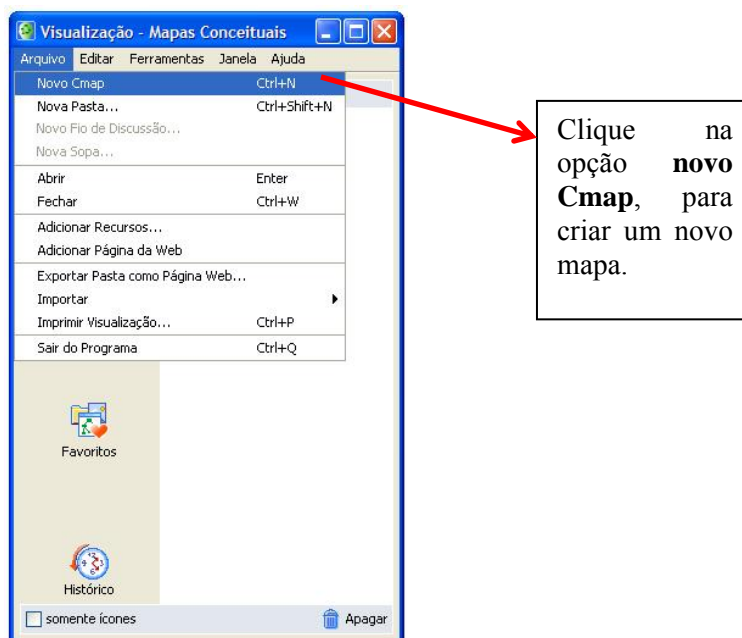 Visualização - Mapas Conceituais
Arquivo Editar Ferramentas Janela Ajuda
Novo Cmap Ctrl+N
Nova Pasta... Ctrl+Shift+N
Novo Fio de Discussão...
Nova Sopa...
Abrir Enter
Fechar Ctrl+W
Adicionar Recursos...
Adicionar Página da Web
Exportar Pasta como Página Web...
Importar
Imprimir Visualização... Ctrl+P
Sair do Programa Ctrl+Q
Favoritos
Histórico
somente ícones Apagar
Clique na
opção novo
Cmap, para
criar um novo
mapa.